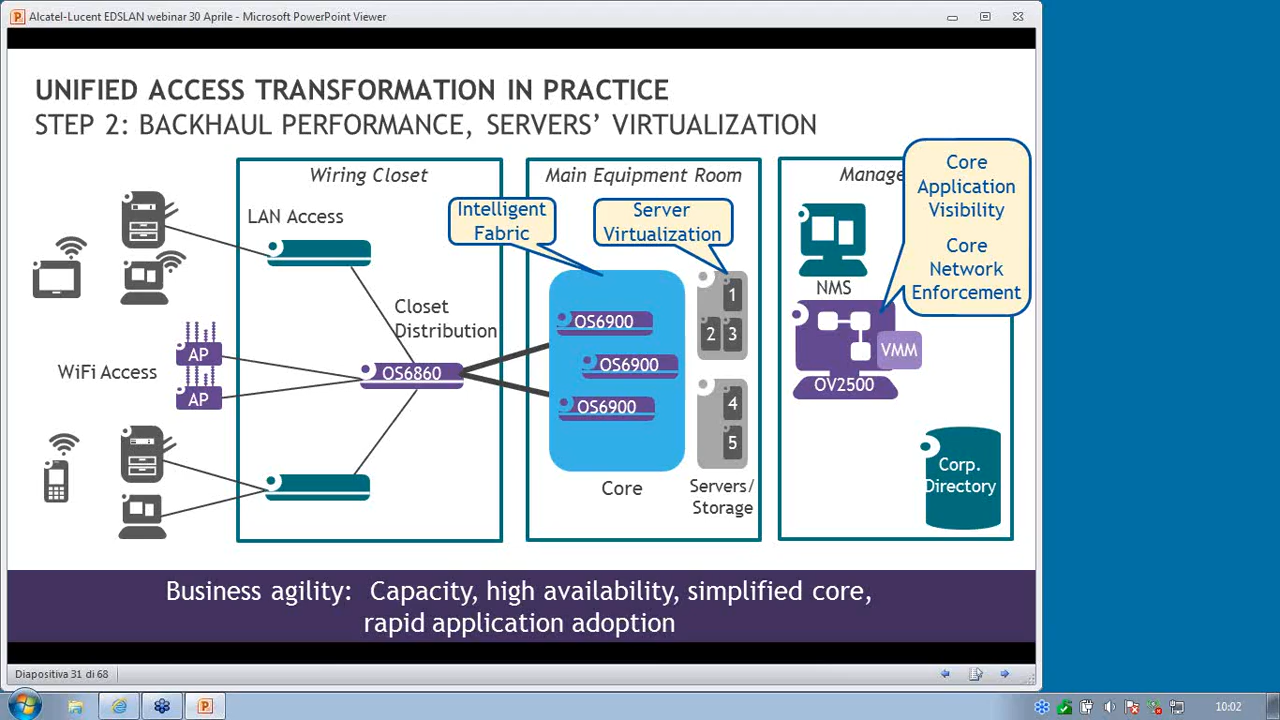 Alcatel-Lucent EDSLAN webinar 30 Aprile - Microsoft PowerPoint Viewer
UNIFIED ACCESS TRANSFORMATION IN PRACTICE
STEP 2: BACKHAUL PERFORMANCE, SERVERS’ VIRTUALIZATION
Wiring Closet
Main Equipment Room
Manage
Core
Application
Visibility
Core
Network
Enforcement
LAN Access
Intelligent
Fabric
Server
Virtualization
NMS
1
2 3
Closet
Distribution
OS6900
OS6900
OS6900
WiFi Access
AP
AP
OS6860
VMM
OV2500
4
5
Corp.
Directory
Core
Servers/
Storage
Business agility: Capacity, high availability, simplified core,
rapid application adoption
Diapositiva 31 di 68
10:02